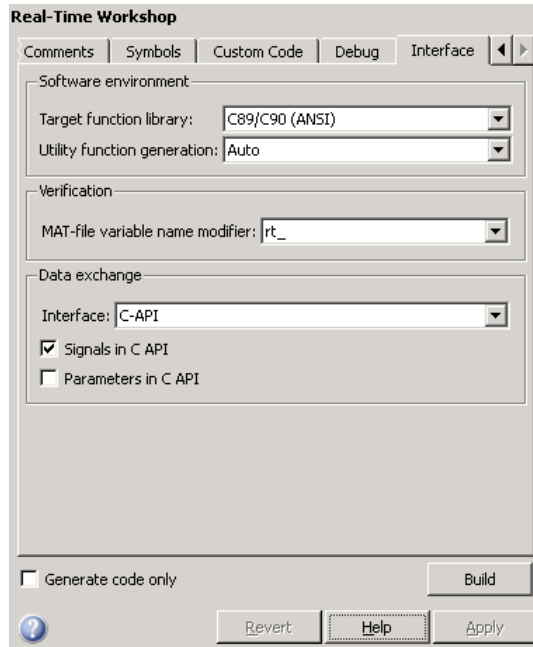 Real-Time Workshop
Comments Symbols Custom Code Debug Interface
Software environment
Target function library: C89/C90 (ANSI)
Utility function generation: Auto
Verification
MAT-file variable name modifier: rt_
Data exchange
Interface: C-API
Signals in C API
Parameters in C API
Generate code only Build
? Revert Help Apply